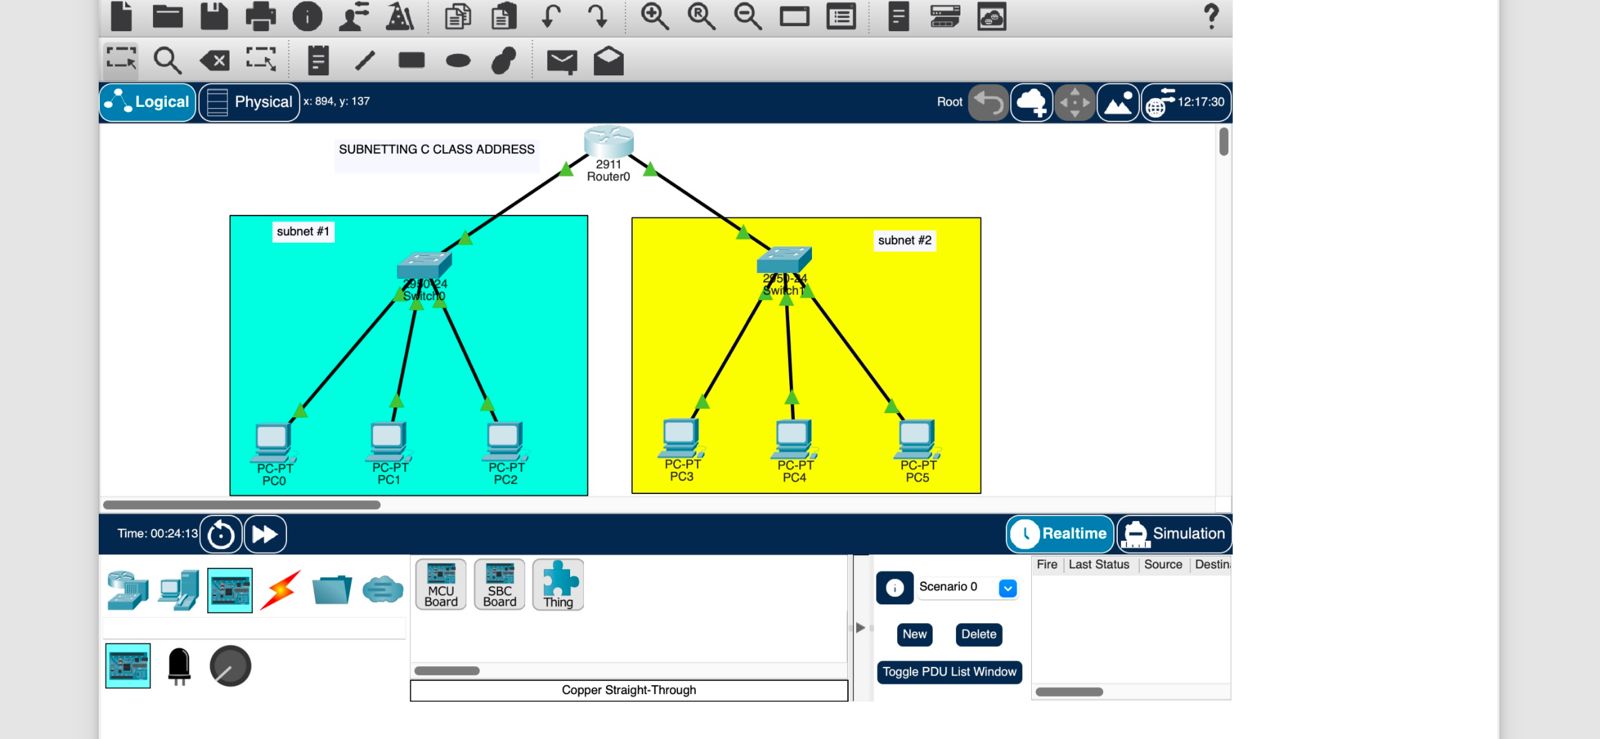 Logical
Physical
x: 894, y: 137
Root
12:17:30
SUBNETTING C CLASS ADDRESS
2911
Router0
subnet #1
subnet #2
2950-24
Switch0
2950-24
Switch1
PC-PT
PC0
PC-PT
PC1
PC-PT
PC2
PC-PT
PC3
PC-PT
PC4
PC-PT
PC5
Time: 00:24:13
Realtime
Simulation
MCU
Board
SBC
Board
Thing
Copper Straight-Through
Scenario 0
New
Delete
Toggle PDU List Window
Fire Last Status Source Destin